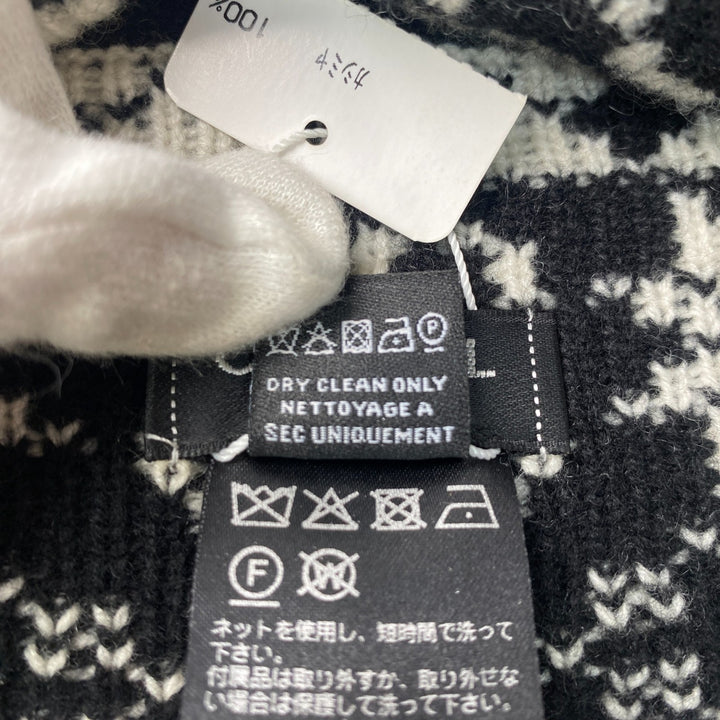 100%
カシミヤ
P
DRY CLEAN ONLY
NETTOYAGE A
SEC UNIQUEMENT
F W
ネットを使用し、短時間で洗って
下さい。
付属品は取り外すか、取り外せな
い場合は保護して洗って下さい。